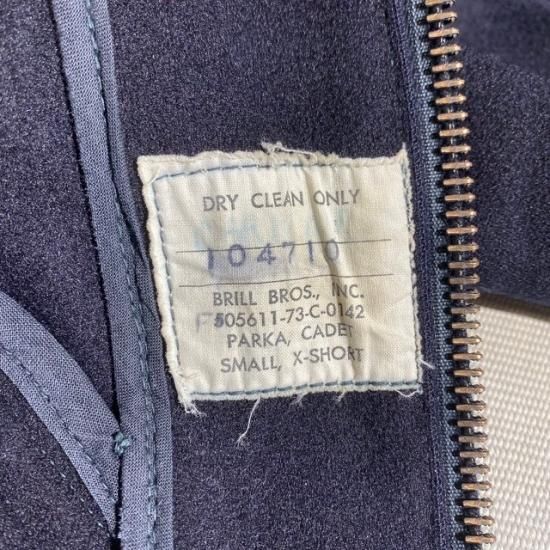 DRY CLEAN ONLY
104710
BRILL BROS., INC.
F505611-73-C-0142
PARKA, CADET
SMALL, X-SHORT